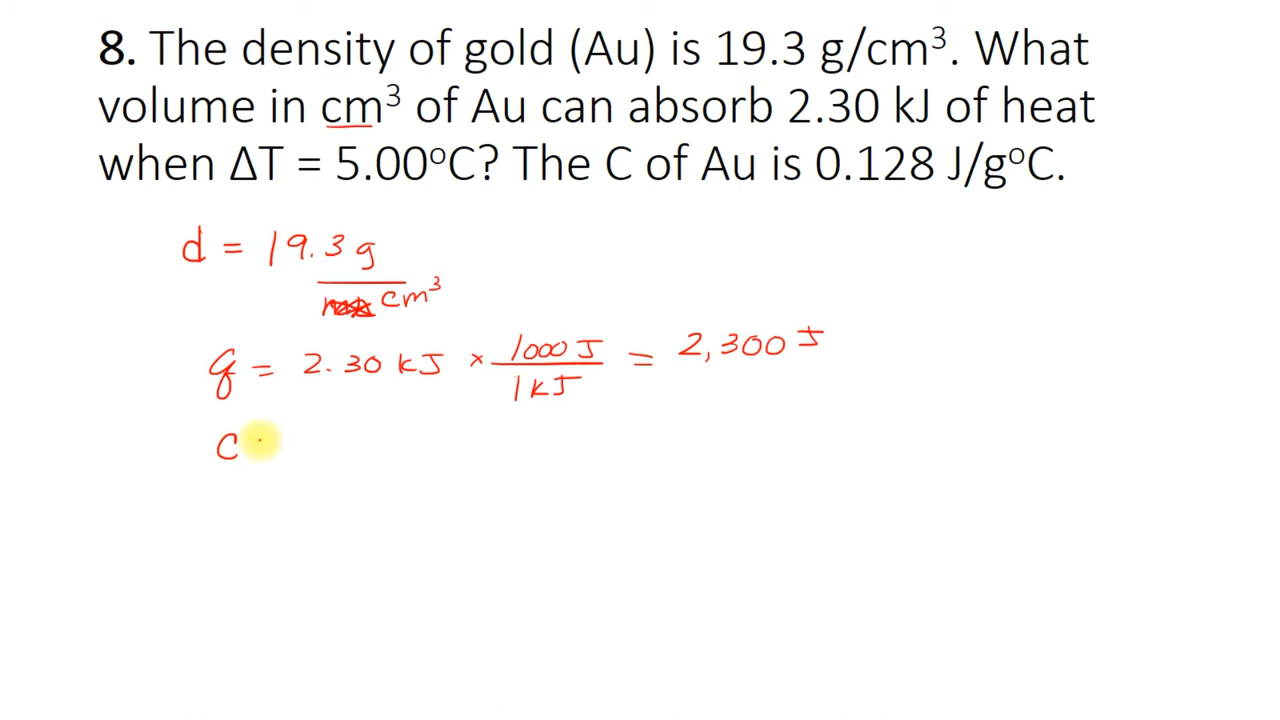 8. The density of gold (Au) is 19.3 g/cm³. What
volume in cm³ of Au can absorb 2.30 kJ of heat
when ΔT = 5.00°C? The C of Au is 0.128 J/g°C.
d = 19.3 g
cm³
q = 2.30 kJ × 1000 J = 2,300 J
1 kJ
C